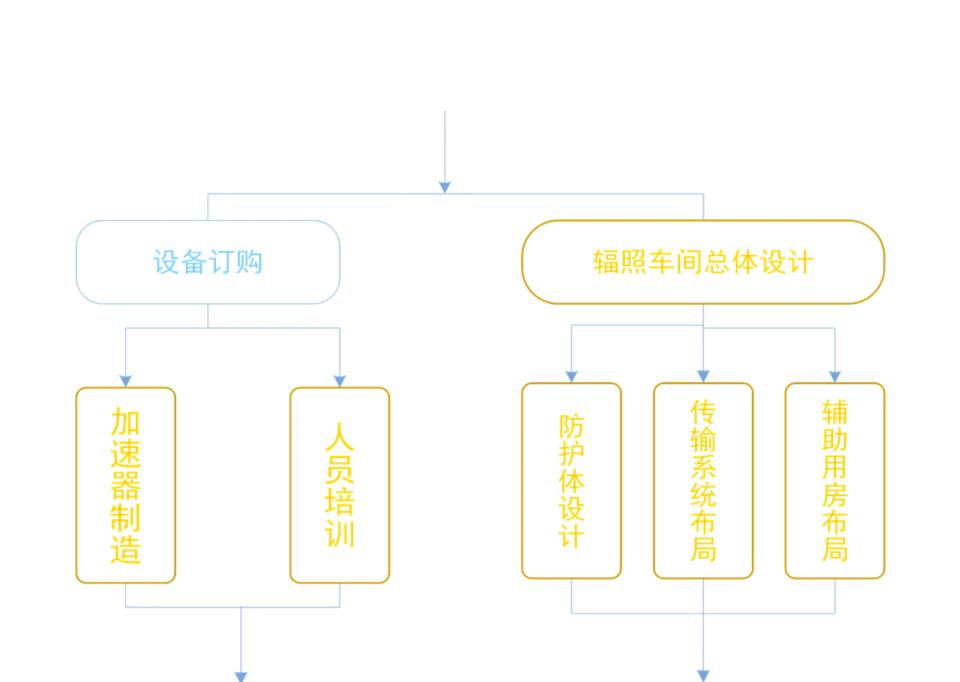 设备订购
辐照车间总体设计
加速器制造
人员培训
防护体设计
传输系统布局
辅助用房布局